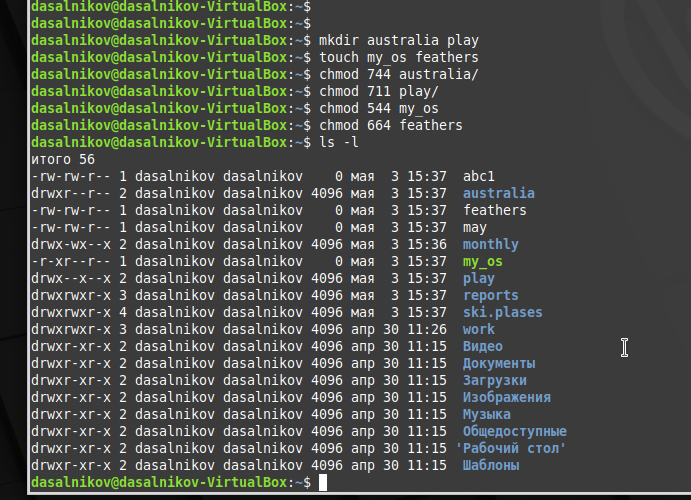 dasalnikov@dasalnikov-VirtualBox:~$
dasalnikov@dasalnikov-VirtualBox:~$
dasalnikov@dasalnikov-VirtualBox:~$ mkdir australia play
dasalnikov@dasalnikov-VirtualBox:~$ touch my_os feathers
dasalnikov@dasalnikov-VirtualBox:~$ chmod 744 australia/
dasalnikov@dasalnikov-VirtualBox:~$ chmod 711 play/
dasalnikov@dasalnikov-VirtualBox:~$ chmod 544 my_os
dasalnikov@dasalnikov-VirtualBox:~$ chmod 664 feathers
dasalnikov@dasalnikov-VirtualBox:~$ ls -l
итого 56
-rw-rw-r-- 1 dasalnikov dasalnikov    0 мая  3 15:37  abc1
drwxr--r-- 2 dasalnikov dasalnikov 4096 мая  3 15:37  australia
-rw-rw-r-- 1 dasalnikov dasalnikov    0 мая  3 15:37  feathers
-rw-rw-r-- 1 dasalnikov dasalnikov    0 мая  3 15:37  may
drwx-wx--x 2 dasalnikov dasalnikov 4096 мая  3 15:36  monthly
-r-xr--r-- 1 dasalnikov dasalnikov    0 мая  3 15:37  my_os
drwx--x--x 2 dasalnikov dasalnikov 4096 мая  3 15:37  play
drwxrwxr-x 3 dasalnikov dasalnikov 4096 мая  3 15:37  reports
drwxrwxr-x 4 dasalnikov dasalnikov 4096 мая  3 15:37  ski.plases
drwxrwxr-x 3 dasalnikov dasalnikov 4096 апр 30 11:26  work
drwxr-xr-x 2 dasalnikov dasalnikov 4096 апр 30 11:15  Видео
drwxr-xr-x 2 dasalnikov dasalnikov 4096 апр 30 11:15  Документы
drwxr-xr-x 2 dasalnikov dasalnikov 4096 апр 30 11:15  Загрузки
drwxr-xr-x 2 dasalnikov dasalnikov 4096 апр 30 11:15  Изображения
drwxr-xr-x 2 dasalnikov dasalnikov 4096 апр 30 11:15  Музыка
drwxr-xr-x 2 dasalnikov dasalnikov 4096 апр 30 11:15  Общедоступные
drwxr-xr-x 2 dasalnikov dasalnikov 4096 апр 30 11:15 'Рабочий стол'
drwxr-xr-x 2 dasalnikov dasalnikov 4096 апр 30 11:15  Шаблоны
dasalnikov@dasalnikov-VirtualBox:~$